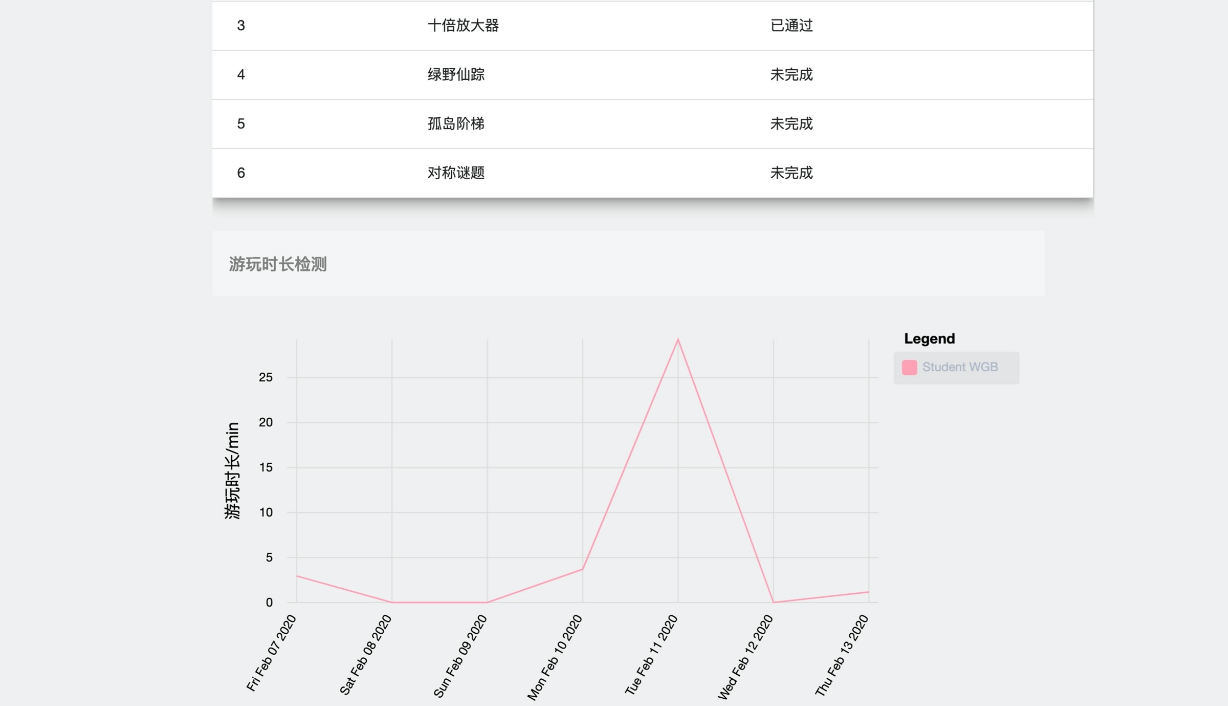 3 十倍放大器 已通过
4 绿野仙踪 未完成
5 孤岛阶梯 未完成
6 对称谜题 未完成
游玩时长检测
Legend
Student WGB
游玩时长/min
25
20
15
10
5
0
Fri Feb 07 2020
Sat Feb 08 2020
Sun Feb 09 2020
Mon Feb 10 2020
Tue Feb 11 2020
Wed Feb 12 2020
Thu Feb 13 2020